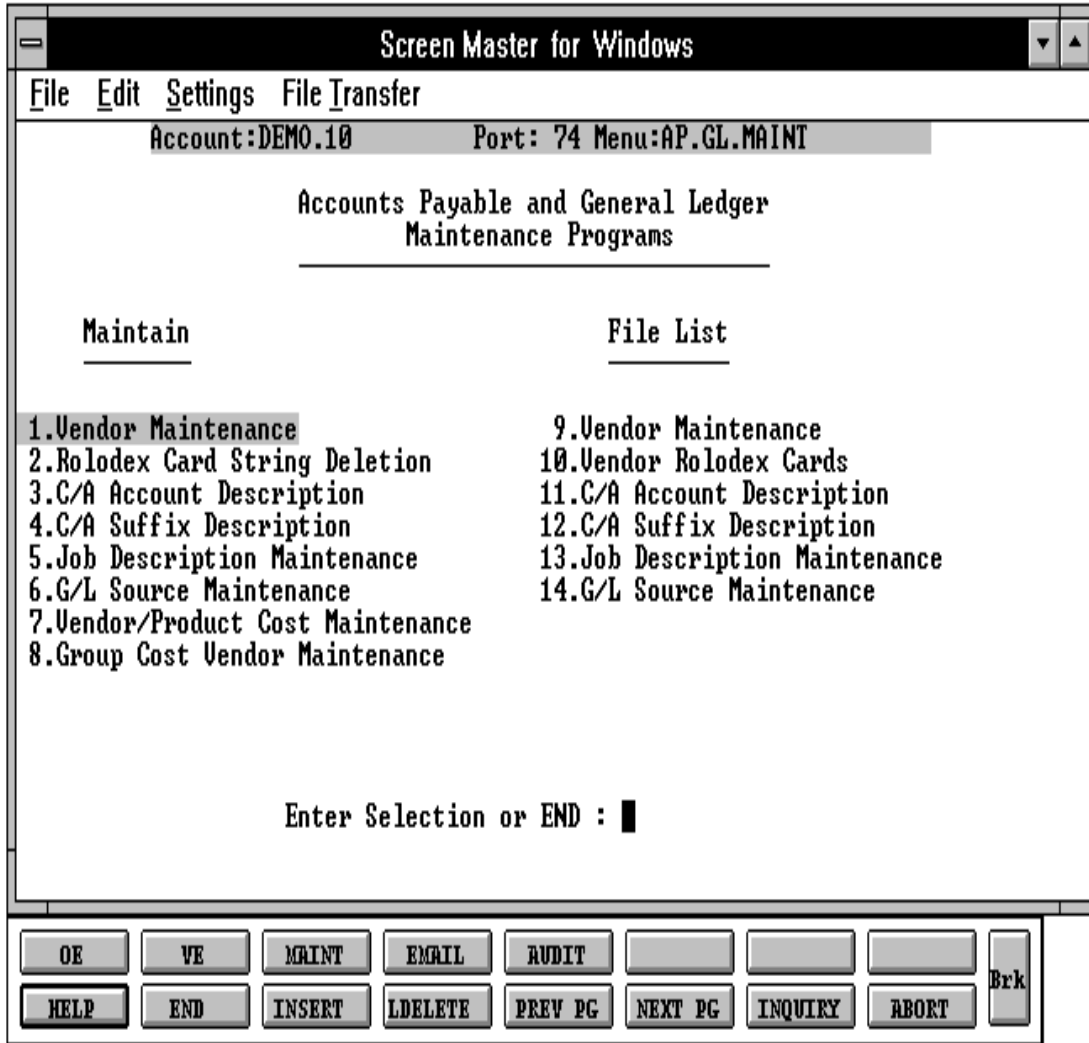 Screen Master for Windows
File Edit Settings File Transfer
Account:DEMO.10 Port: 74 Menu:AP.GL.MAINT
Accounts Payable and General Ledger
Maintenance Programs
Maintain
File List
1.Vendor Maintenance
2.Rolodex Card String Deletion
3.C/A Account Description
4.C/A Suffix Description
5.Job Description Maintenance
6.G/L Source Maintenance
7.Vendor/Product Cost Maintenance
8.Group Cost Vendor Maintenance
9.Vendor Maintenance
10.Vendor Rolodex Cards
11.C/A Account Description
12.C/A Suffix Description
13.Job Description Maintenance
14.G/L Source Maintenance
Enter Selection or END :
OE VE MAINT EMAIL AUDIT
Brk
HELP END INSERT LDELETE PREV PG NEXT PG INQUIRY ABORT